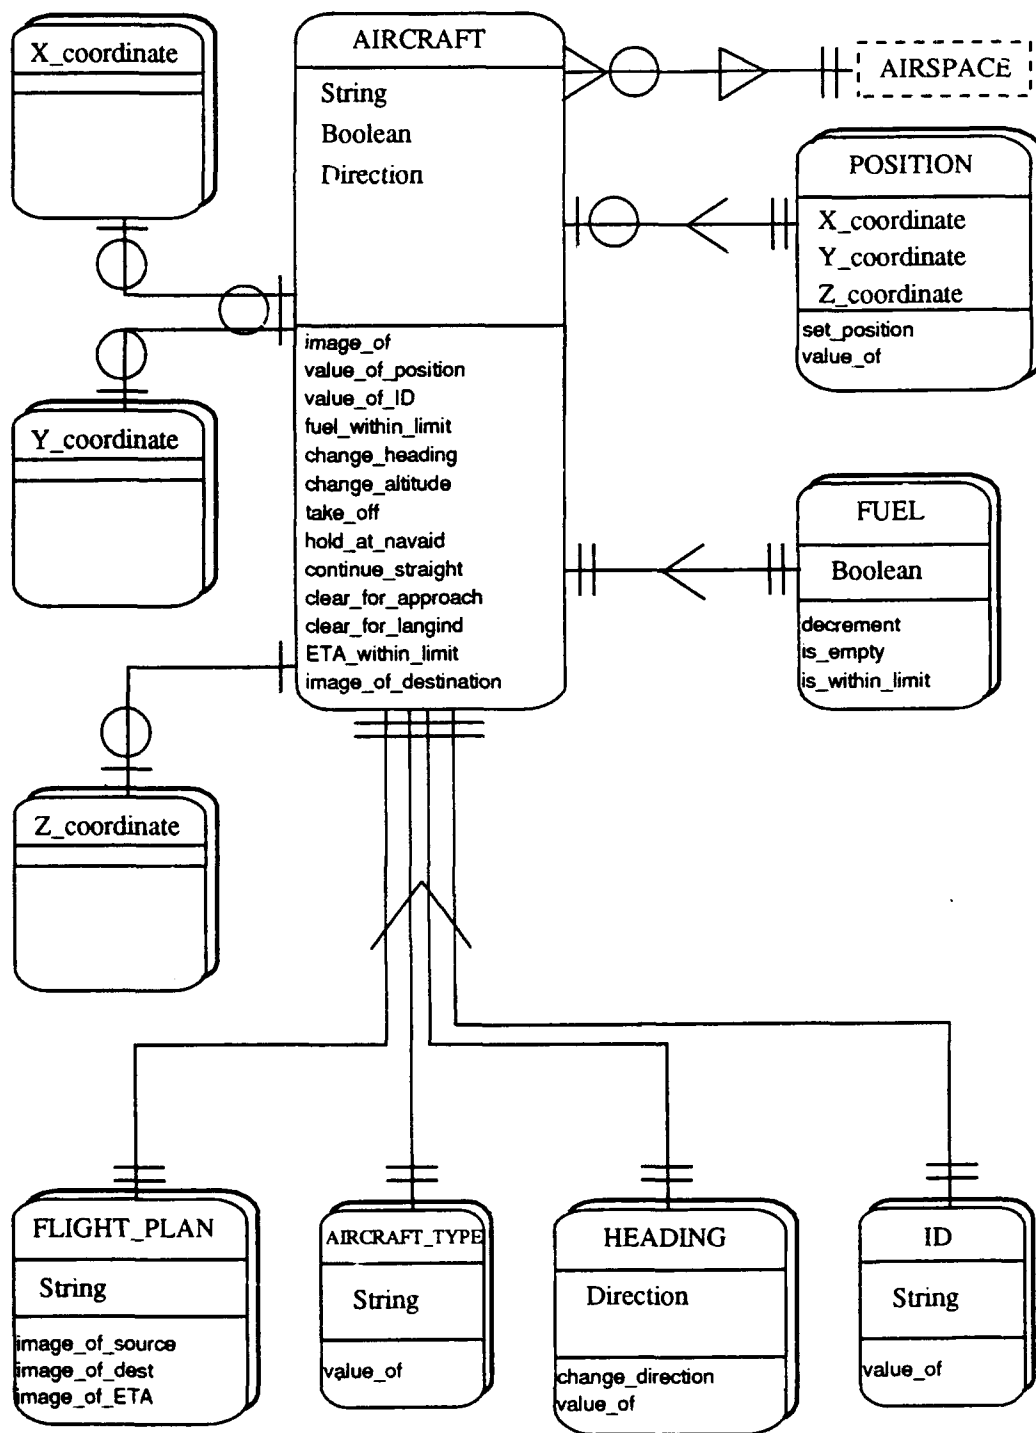 X_coordinate
AIRCRAFT
String
Boolean
Direction
AIRSPACE
POSITION
X_coordinate
Y_coordinate
Z_coordinate
set_position
value_of
image_of
value_of_position
value_of_ID
fuel_within_limit
change_heading
change_altitude
take_off
hold_at_navaid
continue_straight
clear_for_approach
clear_for_langind
ETA_within_limit
image_of_destination
Y_coordinate
FUEL
Boolean
decrement
is_empty
is_within_limit
Z_coordinate
FLIGHT_PLAN
String
image_of_source
image_of_dest
image_of_ETA
AIRCRAFT_TYPE
String
value_of
HEADING
Direction
change_direction
value_of
ID
String
value_of